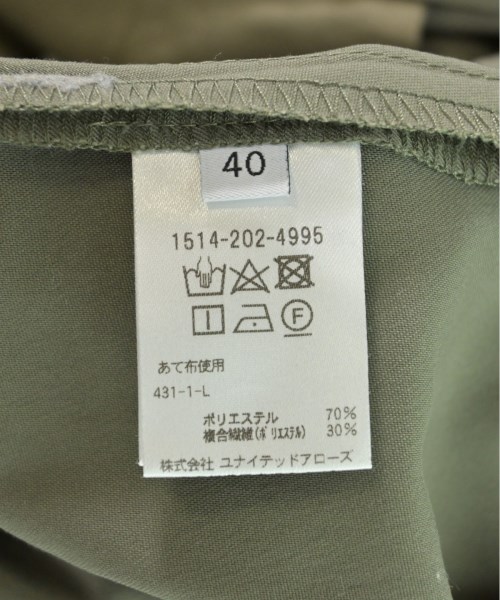 40
1514-202-4995
F
あて布使用
431-1-L
ポリエステル 70%
複合繊維(ポリエステル) 30%
株式会社 ユナイテッドアローズ